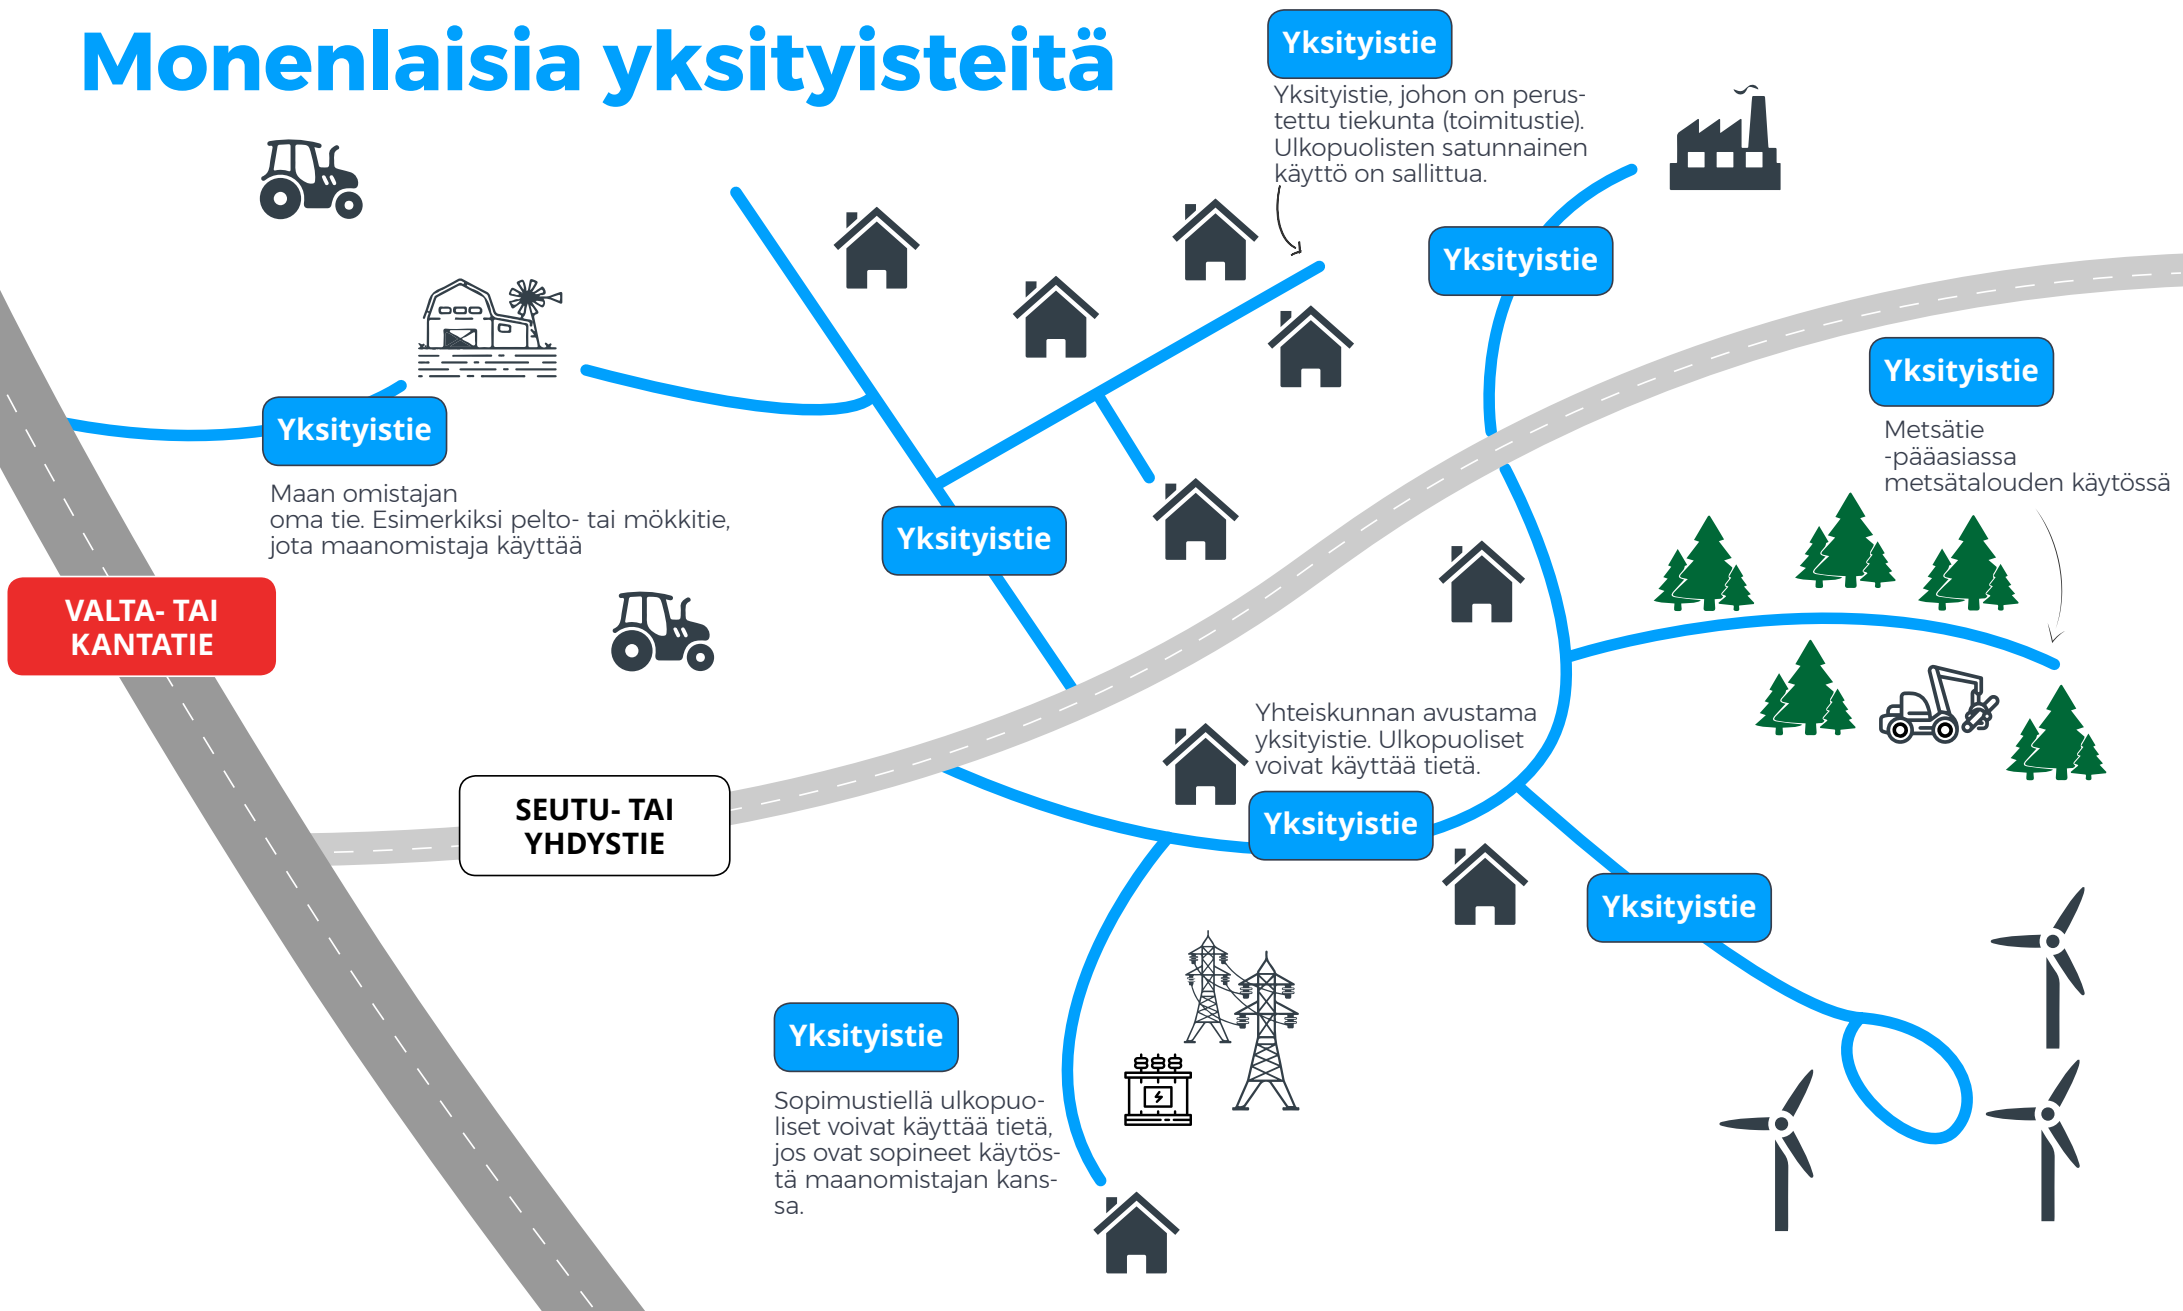 Monenlaisia yksityisteitä
Yksityistie
Yksityistie, johon on perus-
tettu tiekunta (toimitustie).
Ulkopuolisten satunnainen
käyttö on sallittua.
Yksityistie
Yksityistie
Metsätie
-pääasiassa
metsätalouden käytössä
Yksityistie
Maan omistajan
oma tie. Esimerkiksi pelto- tai mökkitie,
jota maanomistaja käyttää
Yksityistie
VALTA- TAI
KANTATIE
Yhteiskunnan avustama
yksityistie. Ulkopuoliset
voivat käyttää tietä.
Yksityistie
SEUTU- TAI
YHDYSTIE
Yksityistie
Yksityistie
Sopimustiellä ulkopuo-
liset voivat käyttää tietä,
jos ovat sopineet käytös-
tä maanomistajan kans-
sa.